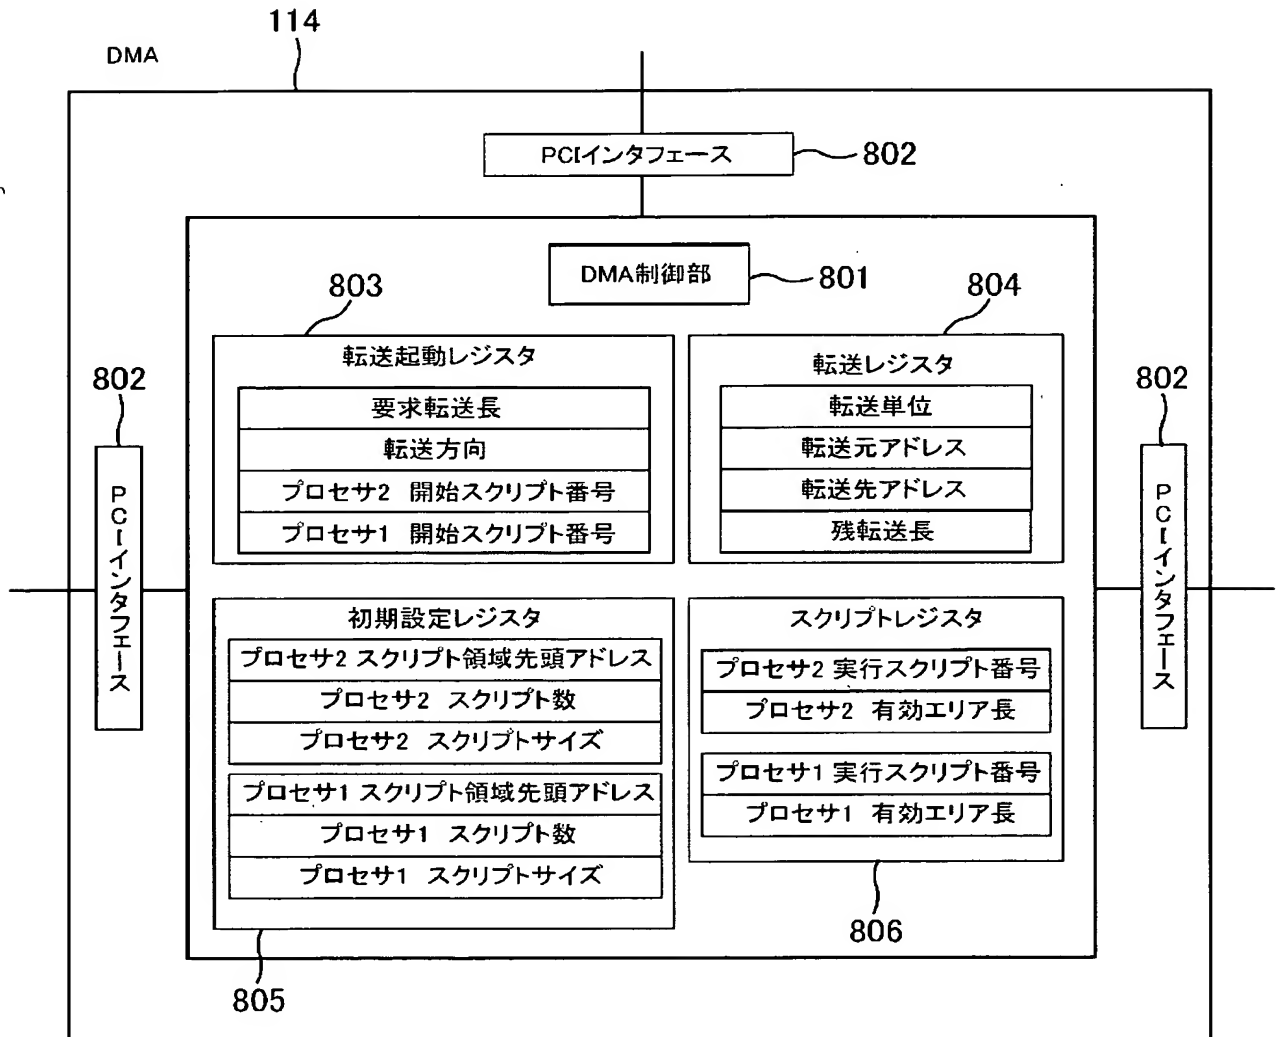 114
DMA
PCIインタフェース
802
DMA制御部
801
803
転送起動レジスタ
要求転送長
転送方向
プロセサ2 開始スクリプト番号
プロセサ1 開始スクリプト番号
804
転送レジスタ
転送単位
転送元アドレス
転送先アドレス
残転送長
802
PCIインタフェース
802
PCIインタフェース
初期設定レジスタ
プロセサ2 スクリプト領域先頭アドレス
プロセサ2 スクリプト数
プロセサ2 スクリプトサイズ
プロセサ1 スクリプト領域先頭アドレス
プロセサ1 スクリプト数
プロセサ1 スクリプトサイズ
805
スクリプトレジスタ
プロセサ2 実行スクリプト番号
プロセサ2 有効エリア長
プロセサ1 実行スクリプト番号
プロセサ1 有効エリア長
806